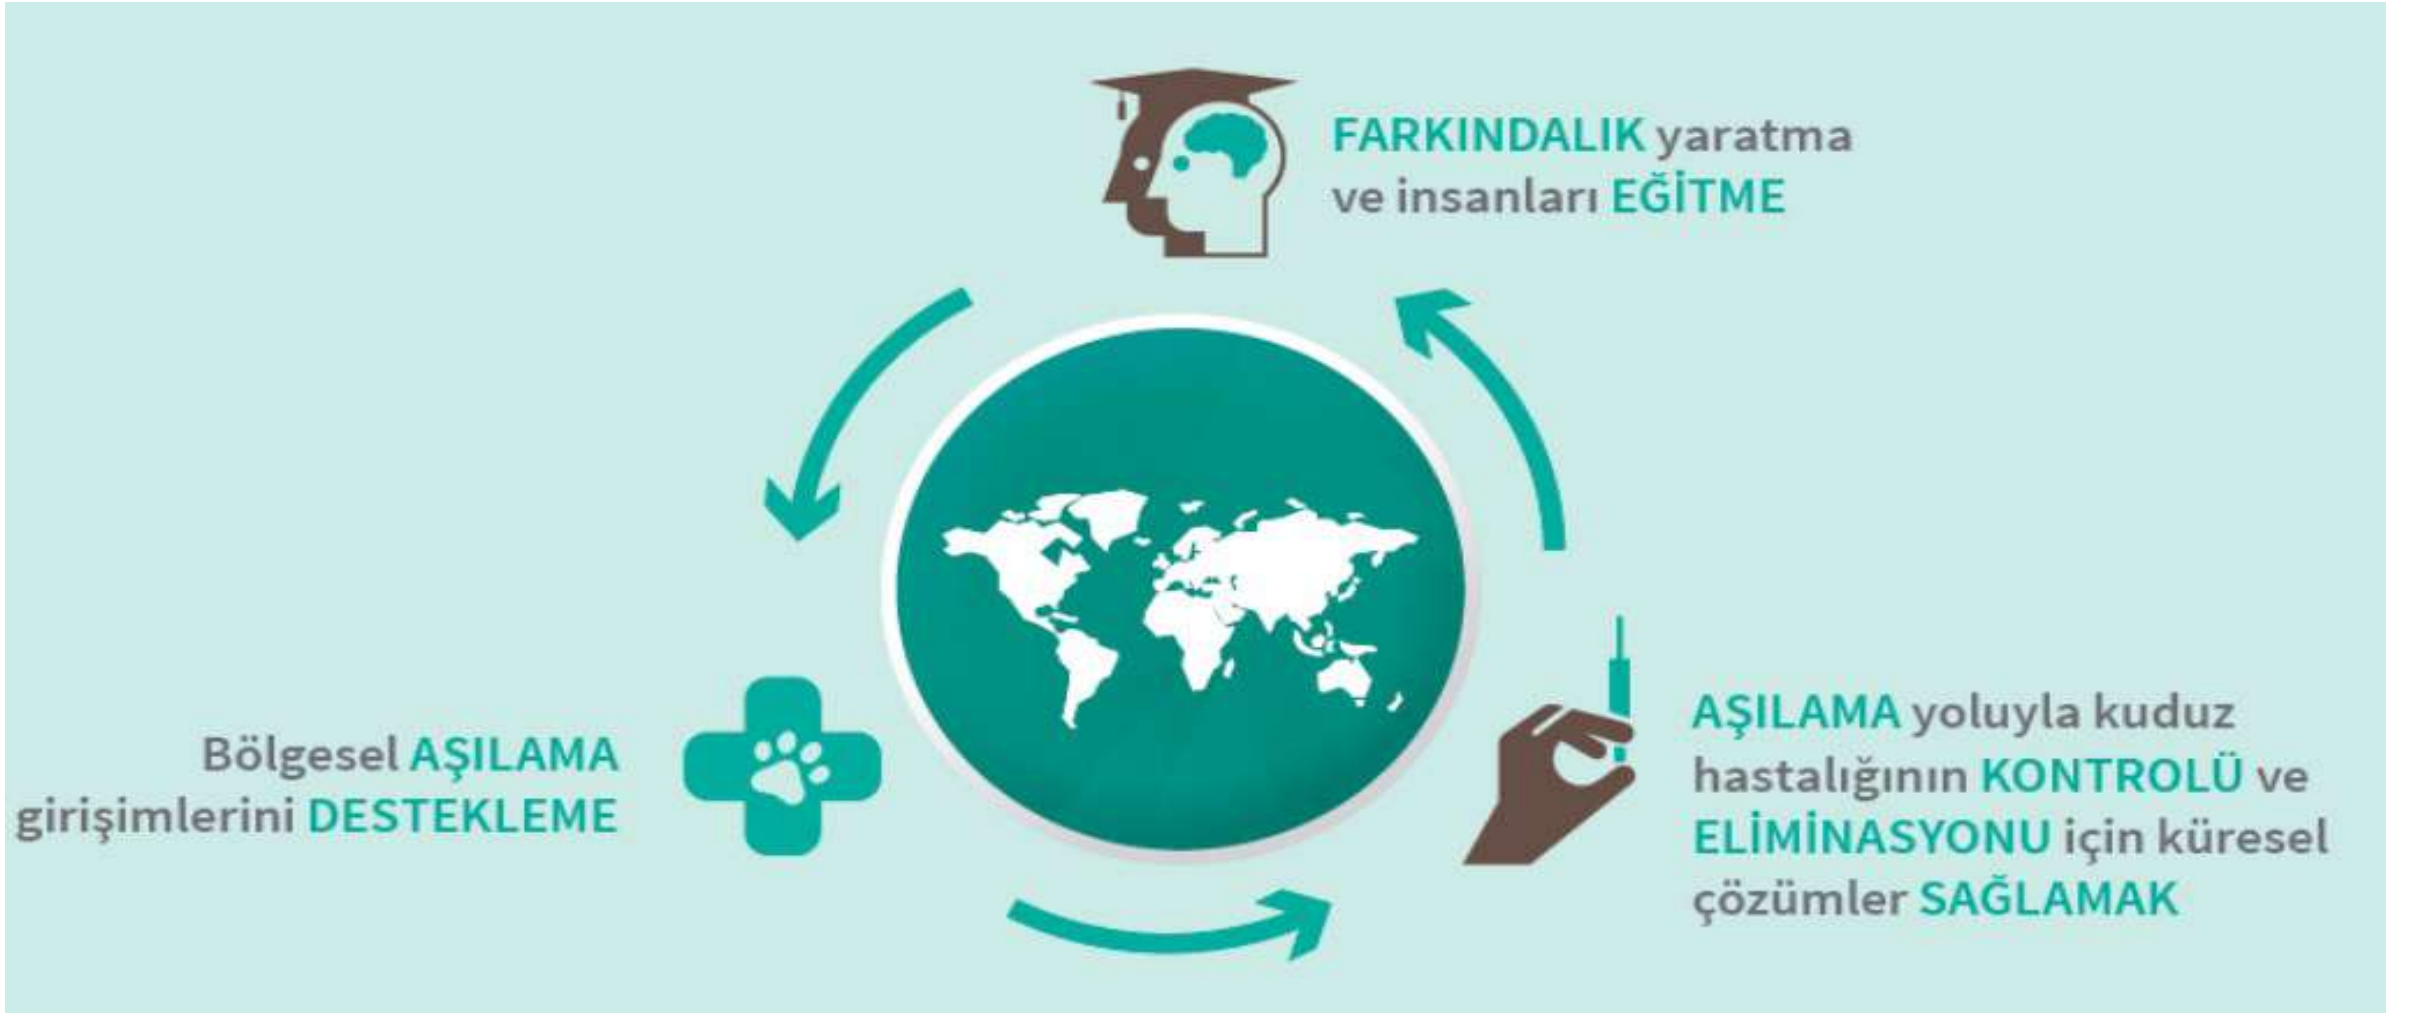 FARKINDALIK yaratma
ve insanları EĞİTME
Bölgesel AŞILAMA
girişimlerini DESTEKLEME
AŞILAMA yoluyla kuduz
hastalığının KONTROLÜ ve
ELİMİNASYONU için küresel
çözümler SAĞLAMAK